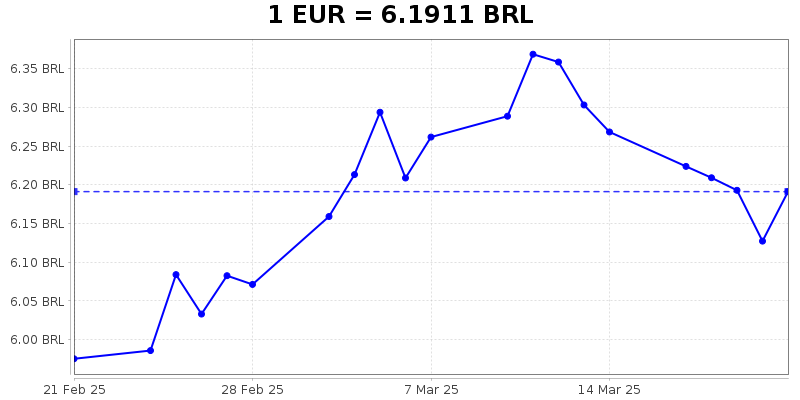 1 EUR = 6.1911 BRL
6.35 BRL
6.30 BRL
6.25 BRL
6.20 BRL
6.15 BRL
6.10 BRL
6.05 BRL
6.00 BRL
21 Feb 25
28 Feb 25
7 Mar 25
14 Mar 25